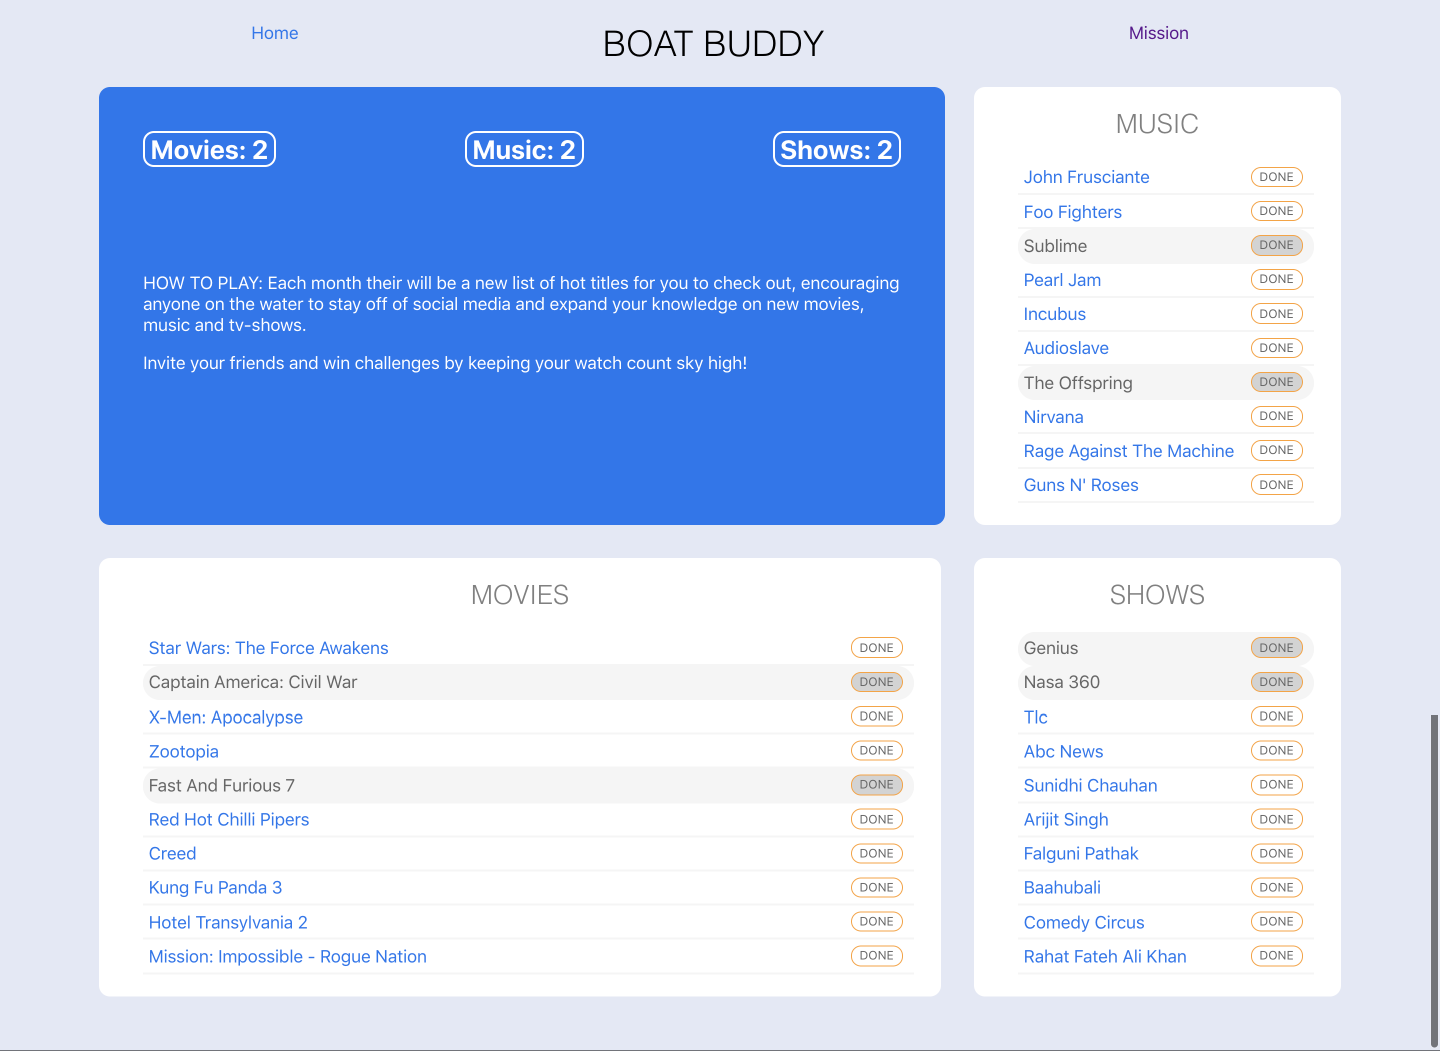 Home
BOAT BUDDY
Mission
Movies: 2
Music: 2
Shows: 2
HOW TO PLAY: Each month their will be a new list of hot titles for you to check out, encouraging
anyone on the water to stay off of social media and expand your knowledge on new movies,
music and tv-shows.
Invite your friends and win challenges by keeping your watch count sky high!
MUSIC
John Frusciante DONE
Foo Fighters DONE
Sublime DONE
Pearl Jam DONE
Incubus DONE
Audioslave DONE
The Offspring DONE
Nirvana DONE
Rage Against The Machine DONE
Guns N' Roses DONE
MOVIES
Star Wars: The Force Awakens DONE
Captain America: Civil War DONE
X-Men: Apocalypse DONE
Zootopia DONE
Fast And Furious 7 DONE
Red Hot Chilli Pipers DONE
Creed DONE
Kung Fu Panda 3 DONE
Hotel Transylvania 2 DONE
Mission: Impossible - Rogue Nation DONE
SHOWS
Genius DONE
Nasa 360 DONE
Tlc DONE
Abc News DONE
Sunidhi Chauhan DONE
Arijit Singh DONE
Falguni Pathak DONE
Baahubali DONE
Comedy Circus DONE
Rahat Fateh Ali Khan DONE